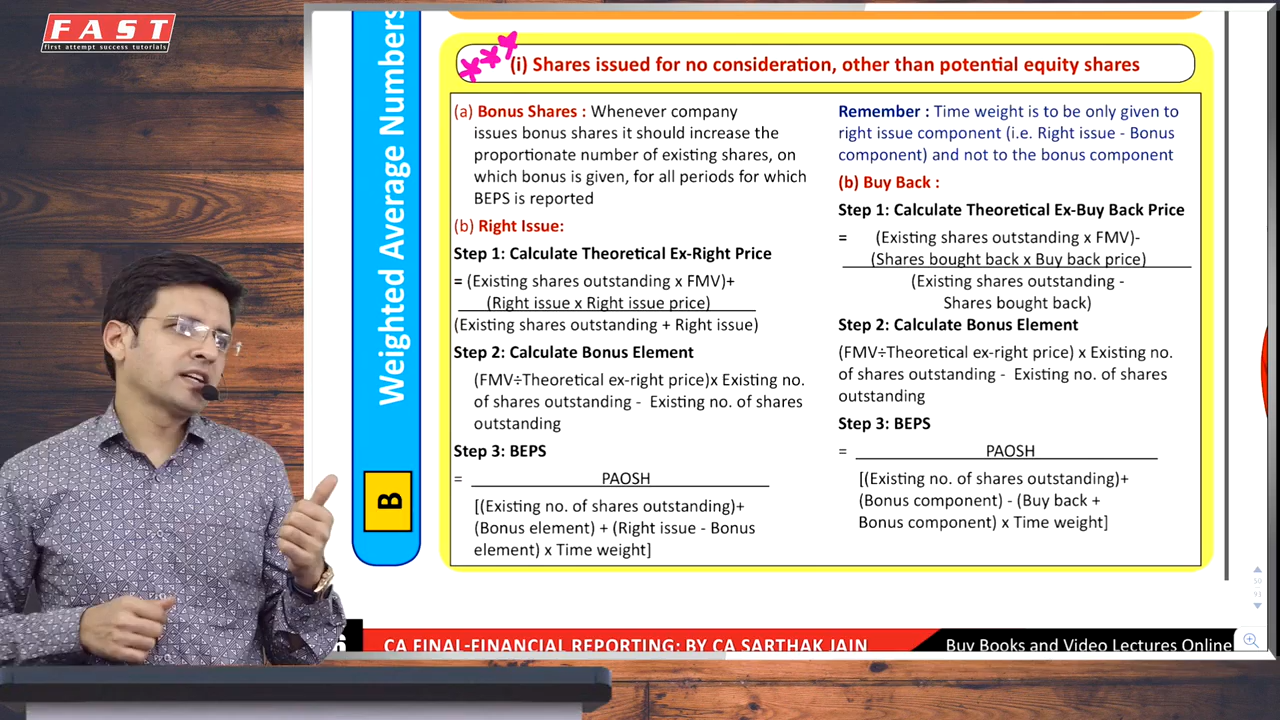 FAST
first attempt success tutorials
Weighted Average Numbers
B
(i) Shares issued for no consideration, other than potential equity shares
(a) Bonus Shares : Whenever company
issues bonus shares it should increase the
proportionate number of existing shares, on
which bonus is given, for all periods for which
BEPS is reported
(b) Right Issue:
Step 1: Calculate Theoretical Ex-Right Price
= (Existing shares outstanding x FMV)+
(Right issue x Right issue price)
(Existing shares outstanding + Right issue)
Step 2: Calculate Bonus Element
(FMV÷Theoretical ex-right price)x Existing no.
of shares outstanding - Existing no. of shares
outstanding
Step 3: BEPS
= PAOSH
[(Existing no. of shares outstanding)+
(Bonus element) + (Right issue - Bonus
element) x Time weight]
Remember : Time weight is to be only given to
right issue component (i.e. Right issue - Bonus
component) and not to the bonus component
(b) Buy Back :
Step 1: Calculate Theoretical Ex-Buy Back Price
= (Existing shares outstanding x FMV)-
(Shares bought back x Buy back price)
(Existing shares outstanding -
Shares bought back)
Step 2: Calculate Bonus Element
(FMV÷Theoretical ex-right price) x Existing no.
of shares outstanding - Existing no. of shares
outstanding
Step 3: BEPS
= PAOSH
[(Existing no. of shares outstanding)+
(Bonus component) - (Buy back +
Bonus component) x Time weight]
50
93
6 CA FINAL-FINANCIAL REPORTING: BY CA SARTHAK JAIN
Buy Books and Video Lectures Online